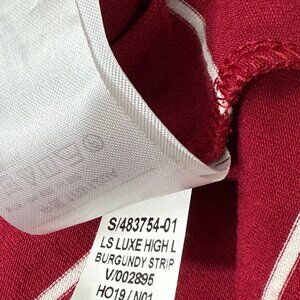 S/483754-01
LS LUXE HIGH L
BURGUNDY STRIP
V/002895
HO19 / N01